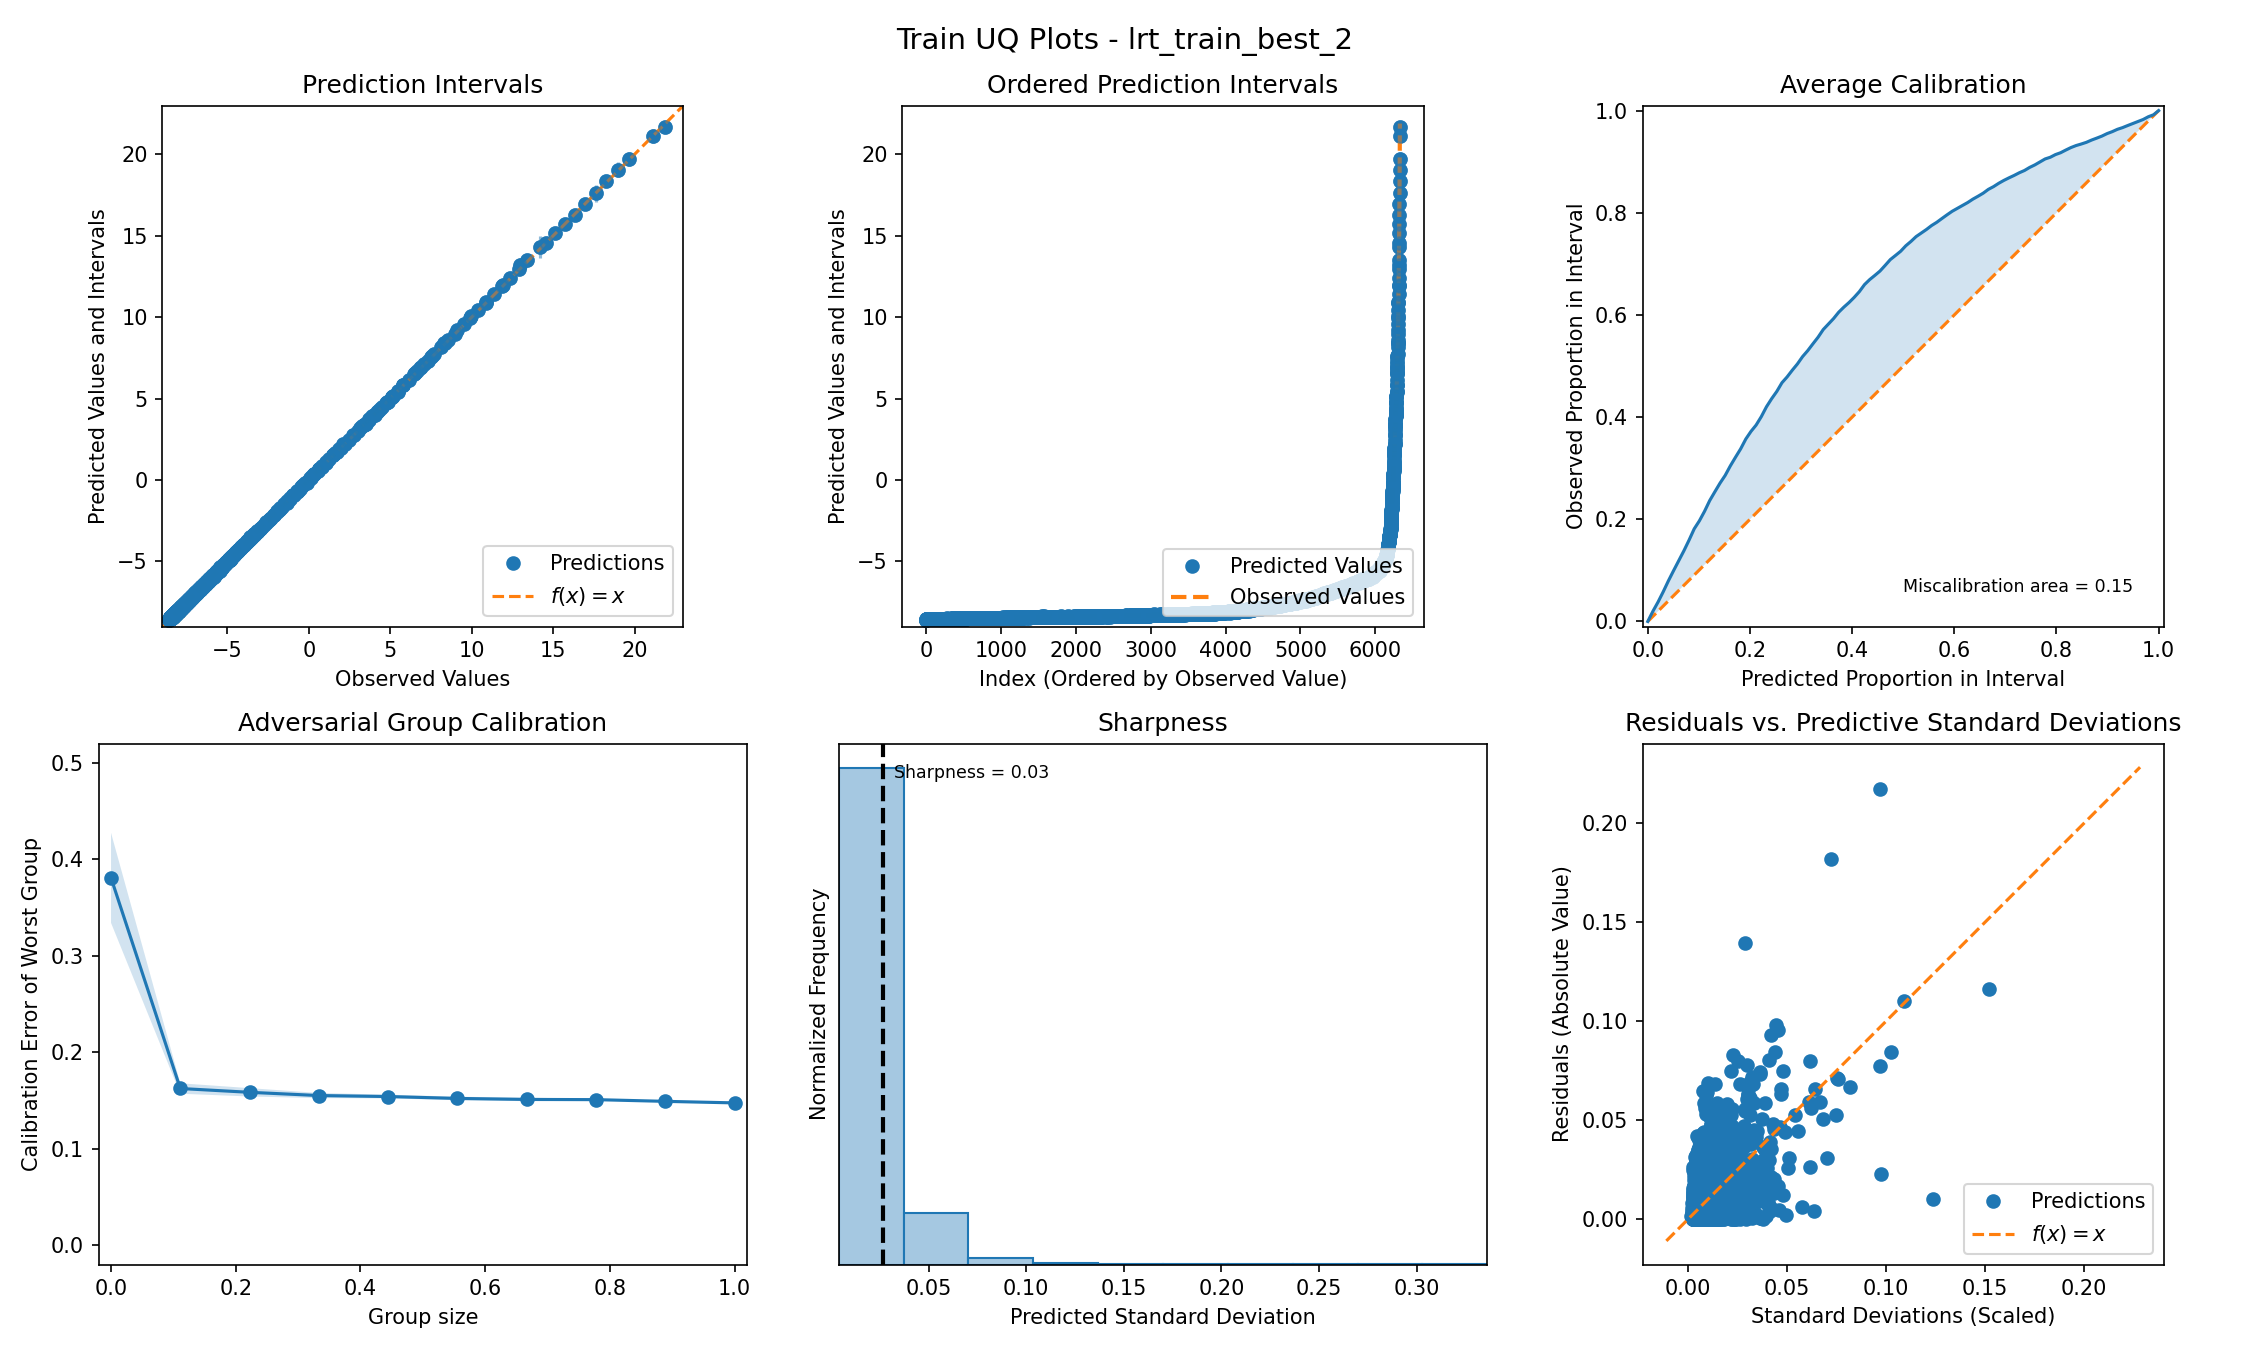 Train UQ Plots - lrt_train_best_2
Prediction Intervals
Predicted Values and Intervals
20
15
10
5
0
−5
−5
0
5
10
15
20
Observed Values
Predictions
f(x) = x
Ordered Prediction Intervals
Predicted Values and Intervals
20
15
10
5
0
−5
0
1000
2000
3000
4000
5000
6000
Index (Ordered by Observed Value)
Predicted Values
Observed Values
Average Calibration
Observed Proportion in Interval
1.0
0.8
0.6
0.4
0.2
0.0
0.0
0.2
0.4
0.6
0.8
1.0
Predicted Proportion in Interval
Miscalibration area = 0.15
Adversarial Group Calibration
Calibration Error of Worst Group
0.5
0.4
0.3
0.2
0.1
0.0
0.0
0.2
0.4
0.6
0.8
1.0
Group size
Sharpness
Normalized Frequency
Sharpness = 0.03
0.05
0.10
0.15
0.20
0.25
0.30
Predicted Standard Deviation
Residuals vs. Predictive Standard Deviations
Residuals (Absolute Value)
0.20
0.15
0.10
0.05
0.00
0.00
0.05
0.10
0.15
0.20
Standard Deviations (Scaled)
Predictions
f(x) = x